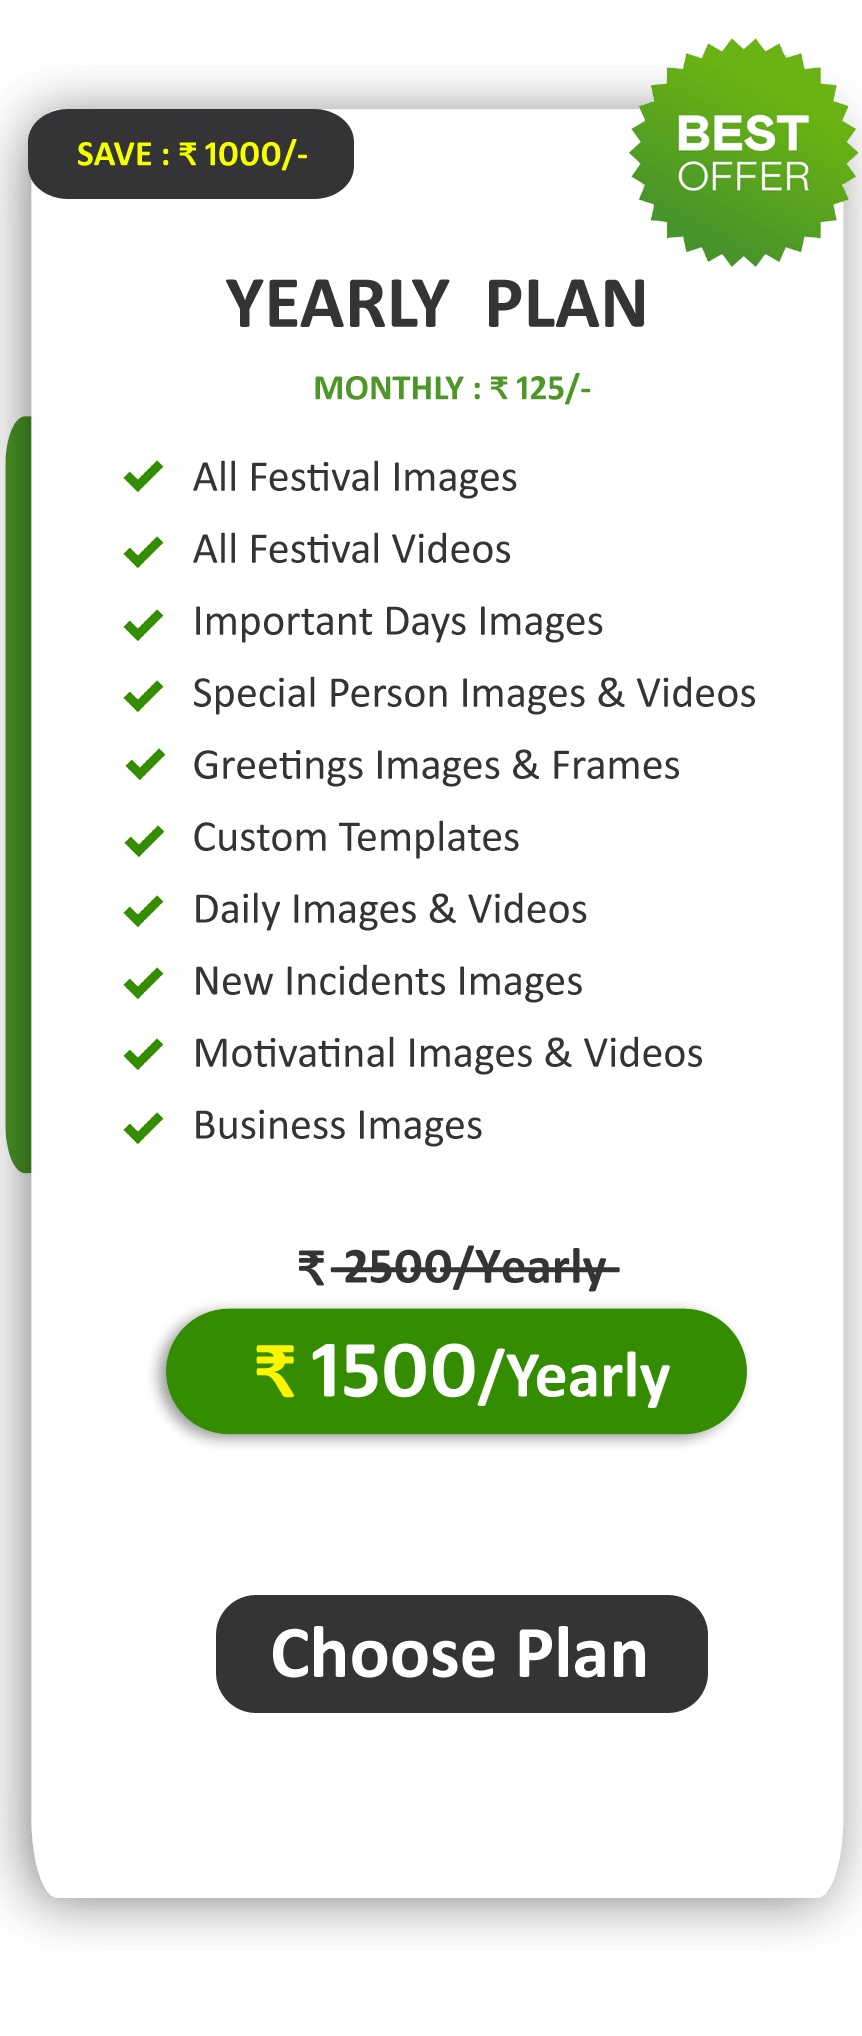 BEST
OFFER
SAVE : ₹ 1000/-
YEARLY PLAN
MONTHLY : ₹ 125/-
All Festival Images
All Festival Videos
Important Days Images
Special Person Images & Videos
Greetings Images & Frames
Custom Templates
Daily Images & Videos
New Incidents Images
Motivatinal Images & Videos
Business Images
₹ 2500/Yearly
₹ 1500/Yearly
Choose Plan